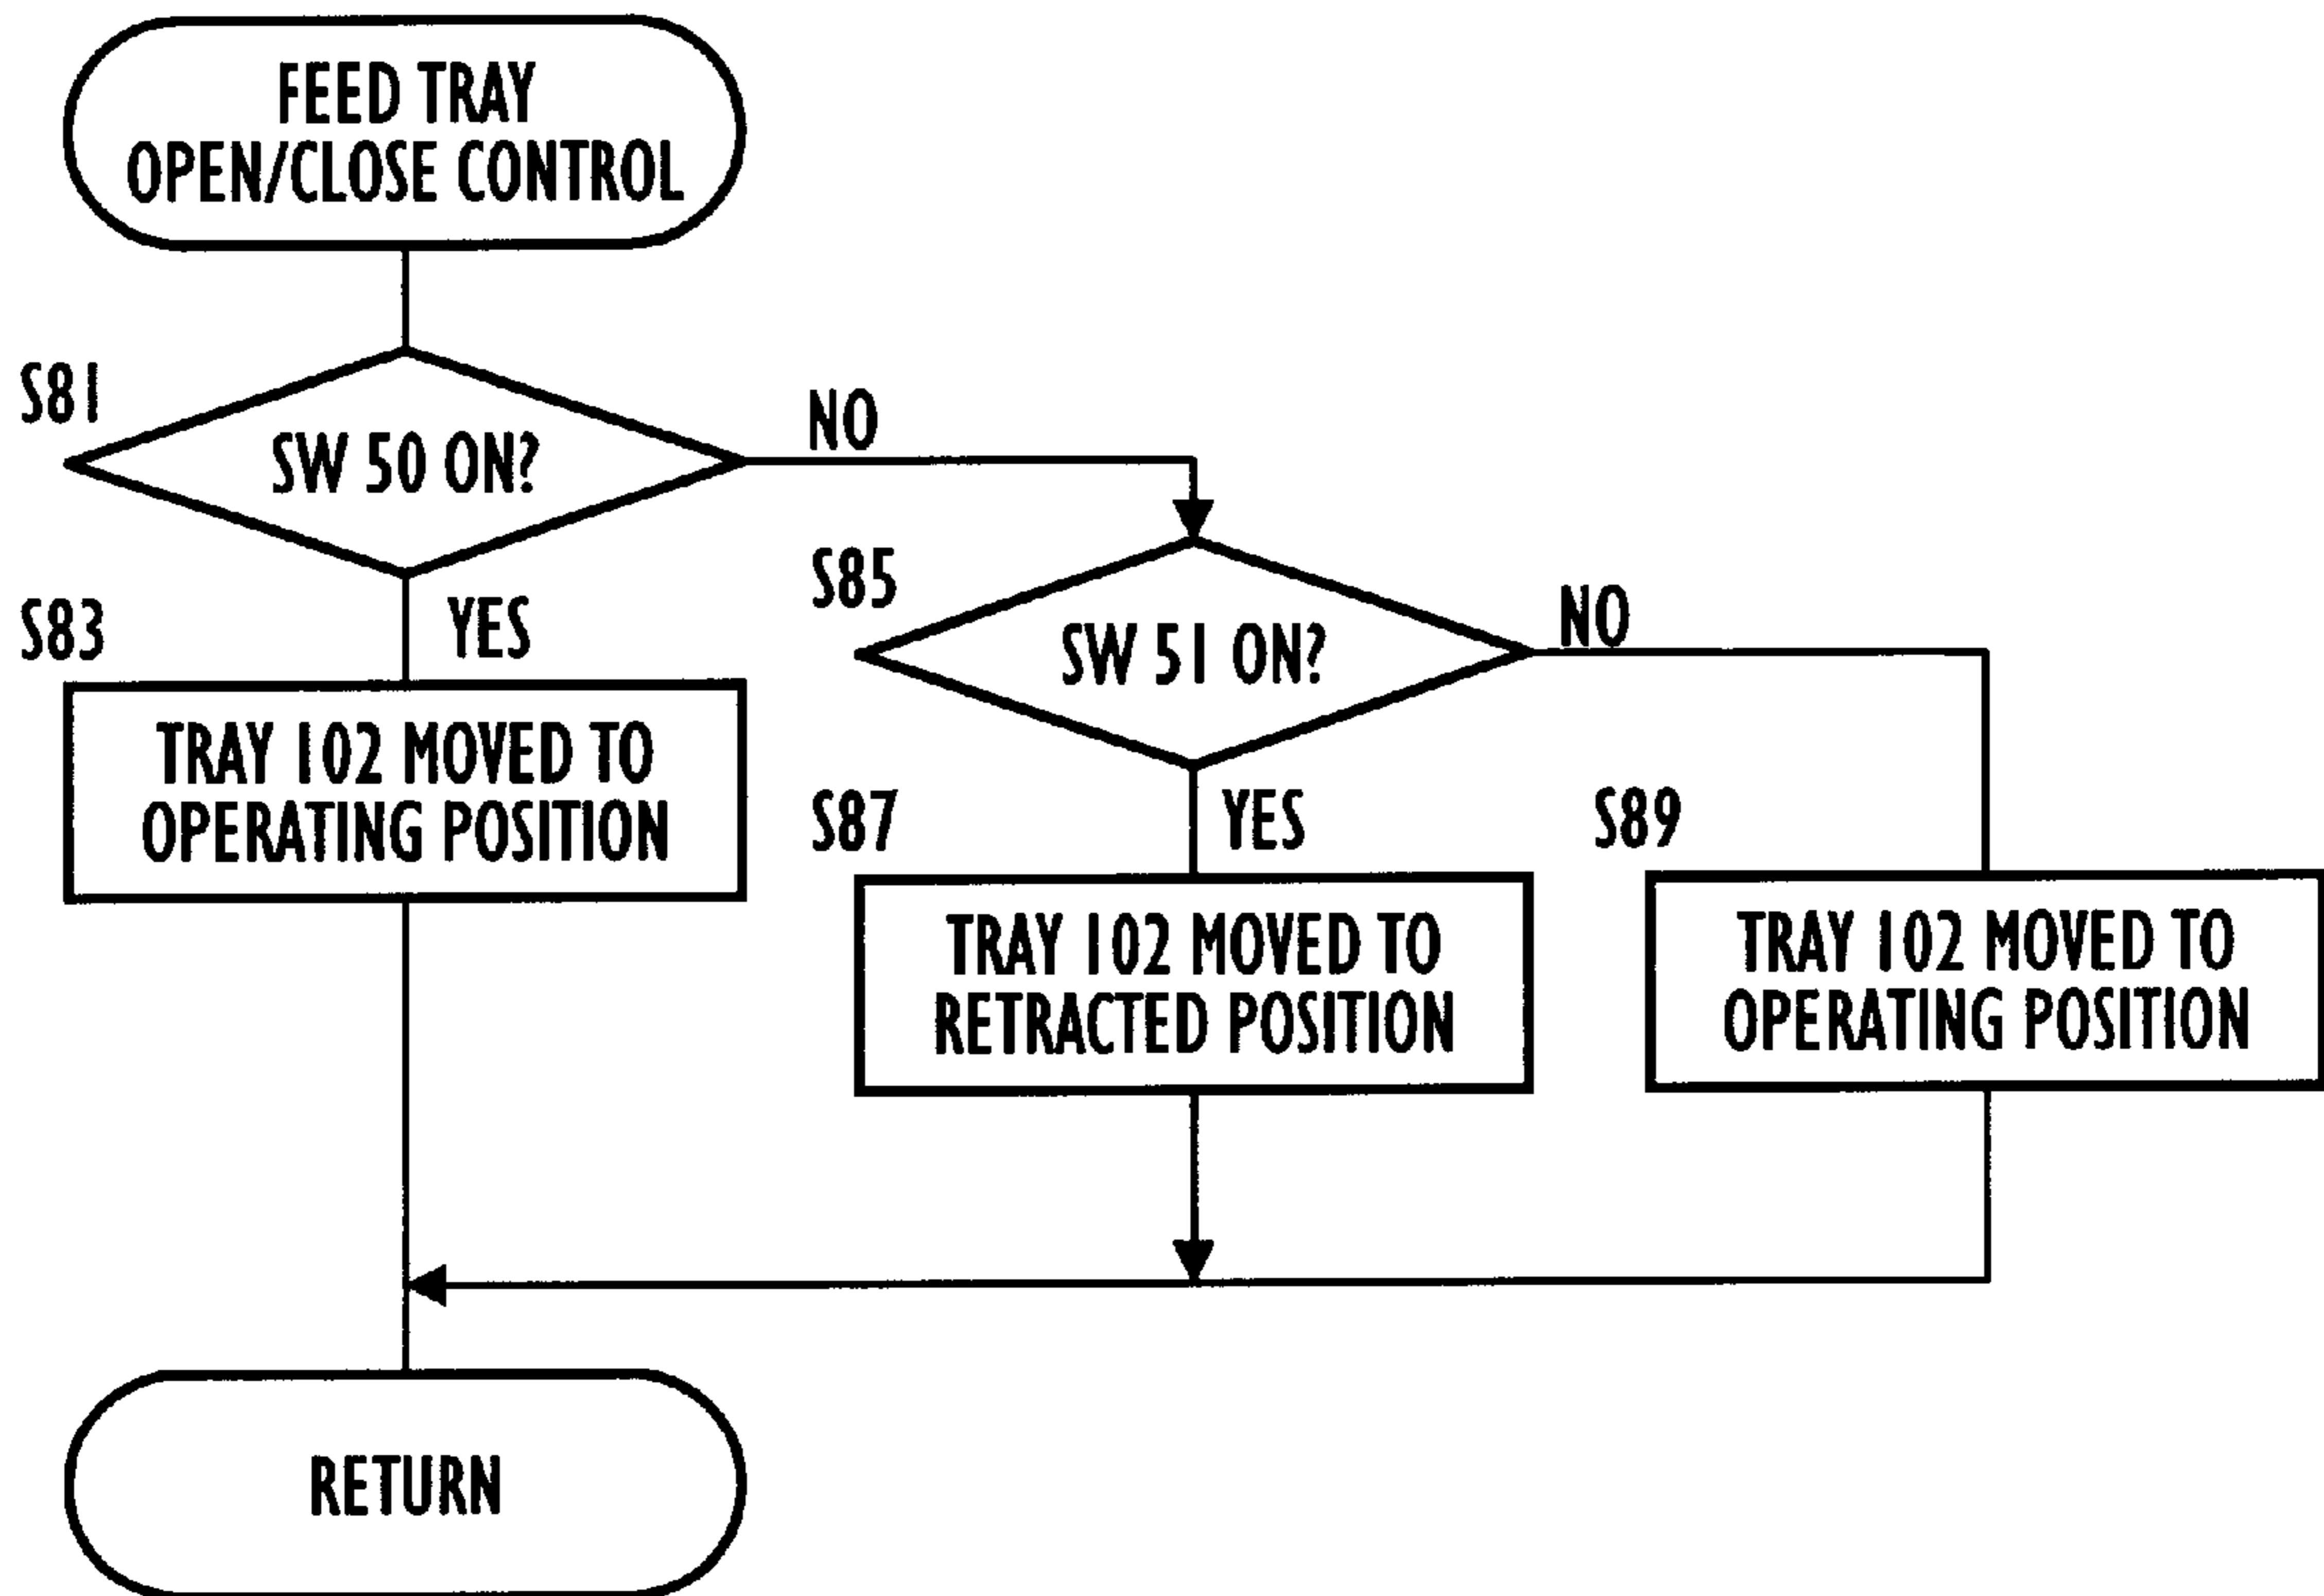 FEED TRAY
OPEN/CLOSE CONTROL
S81
SW 50 ON?
NO
S83
YES
TRAY 102 MOVED TO
OPERATING POSITION
S85
SW 51 ON?
NO
S87
YES
TRAY 102 MOVED TO
RETRACTED POSITION
S89
TRAY 102 MOVED TO
OPERATING POSITION
RETURN